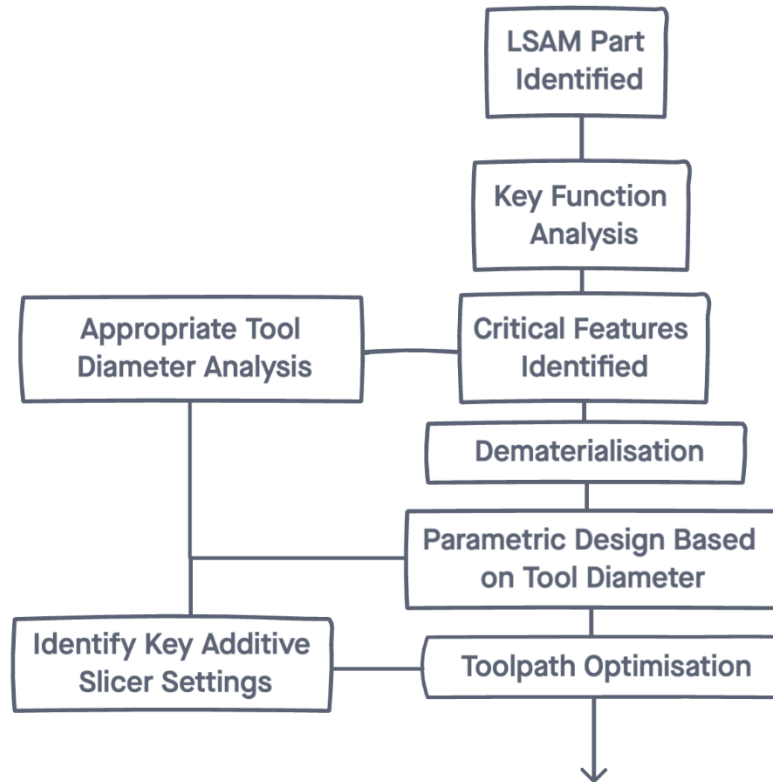 LSAM Part
Identified
Key Function
Analysis
Appropriate Tool
Diameter Analysis
Critical Features
Identified
Dematerialisation
Parametric Design Based
on Tool Diameter
Identify Key Additive
Slicer Settings
Toolpath Optimisation